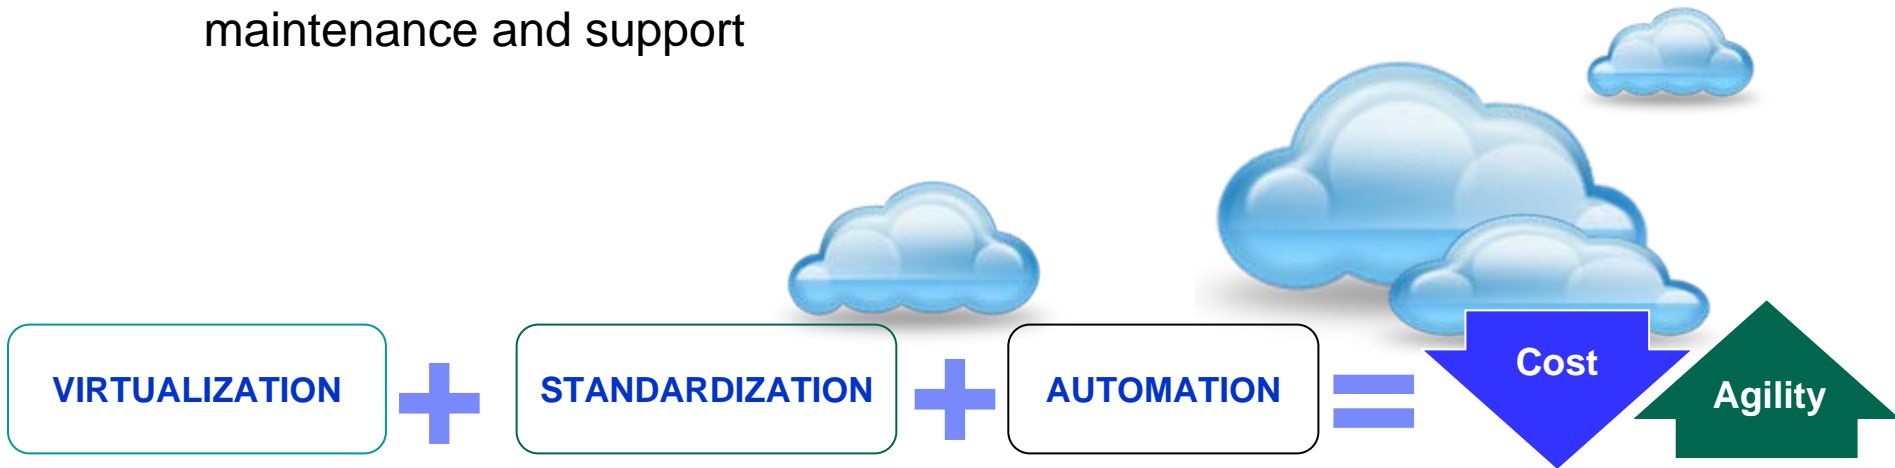 maintenance and support
VIRTUALIZATION
STANDARDIZATION
AUTOMATION
Cost
Agility